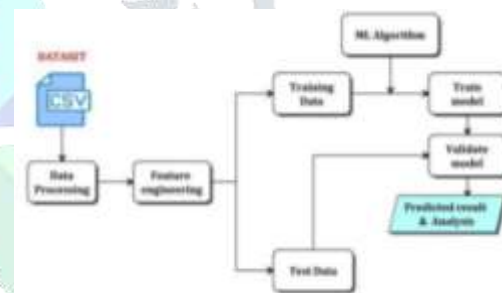 ML Algorithm
DATASET
CSV
Training
Data
Train
model
Validate
model
Data
Processing
Feature
engineering
Predicted result
& Analysis
Test Data